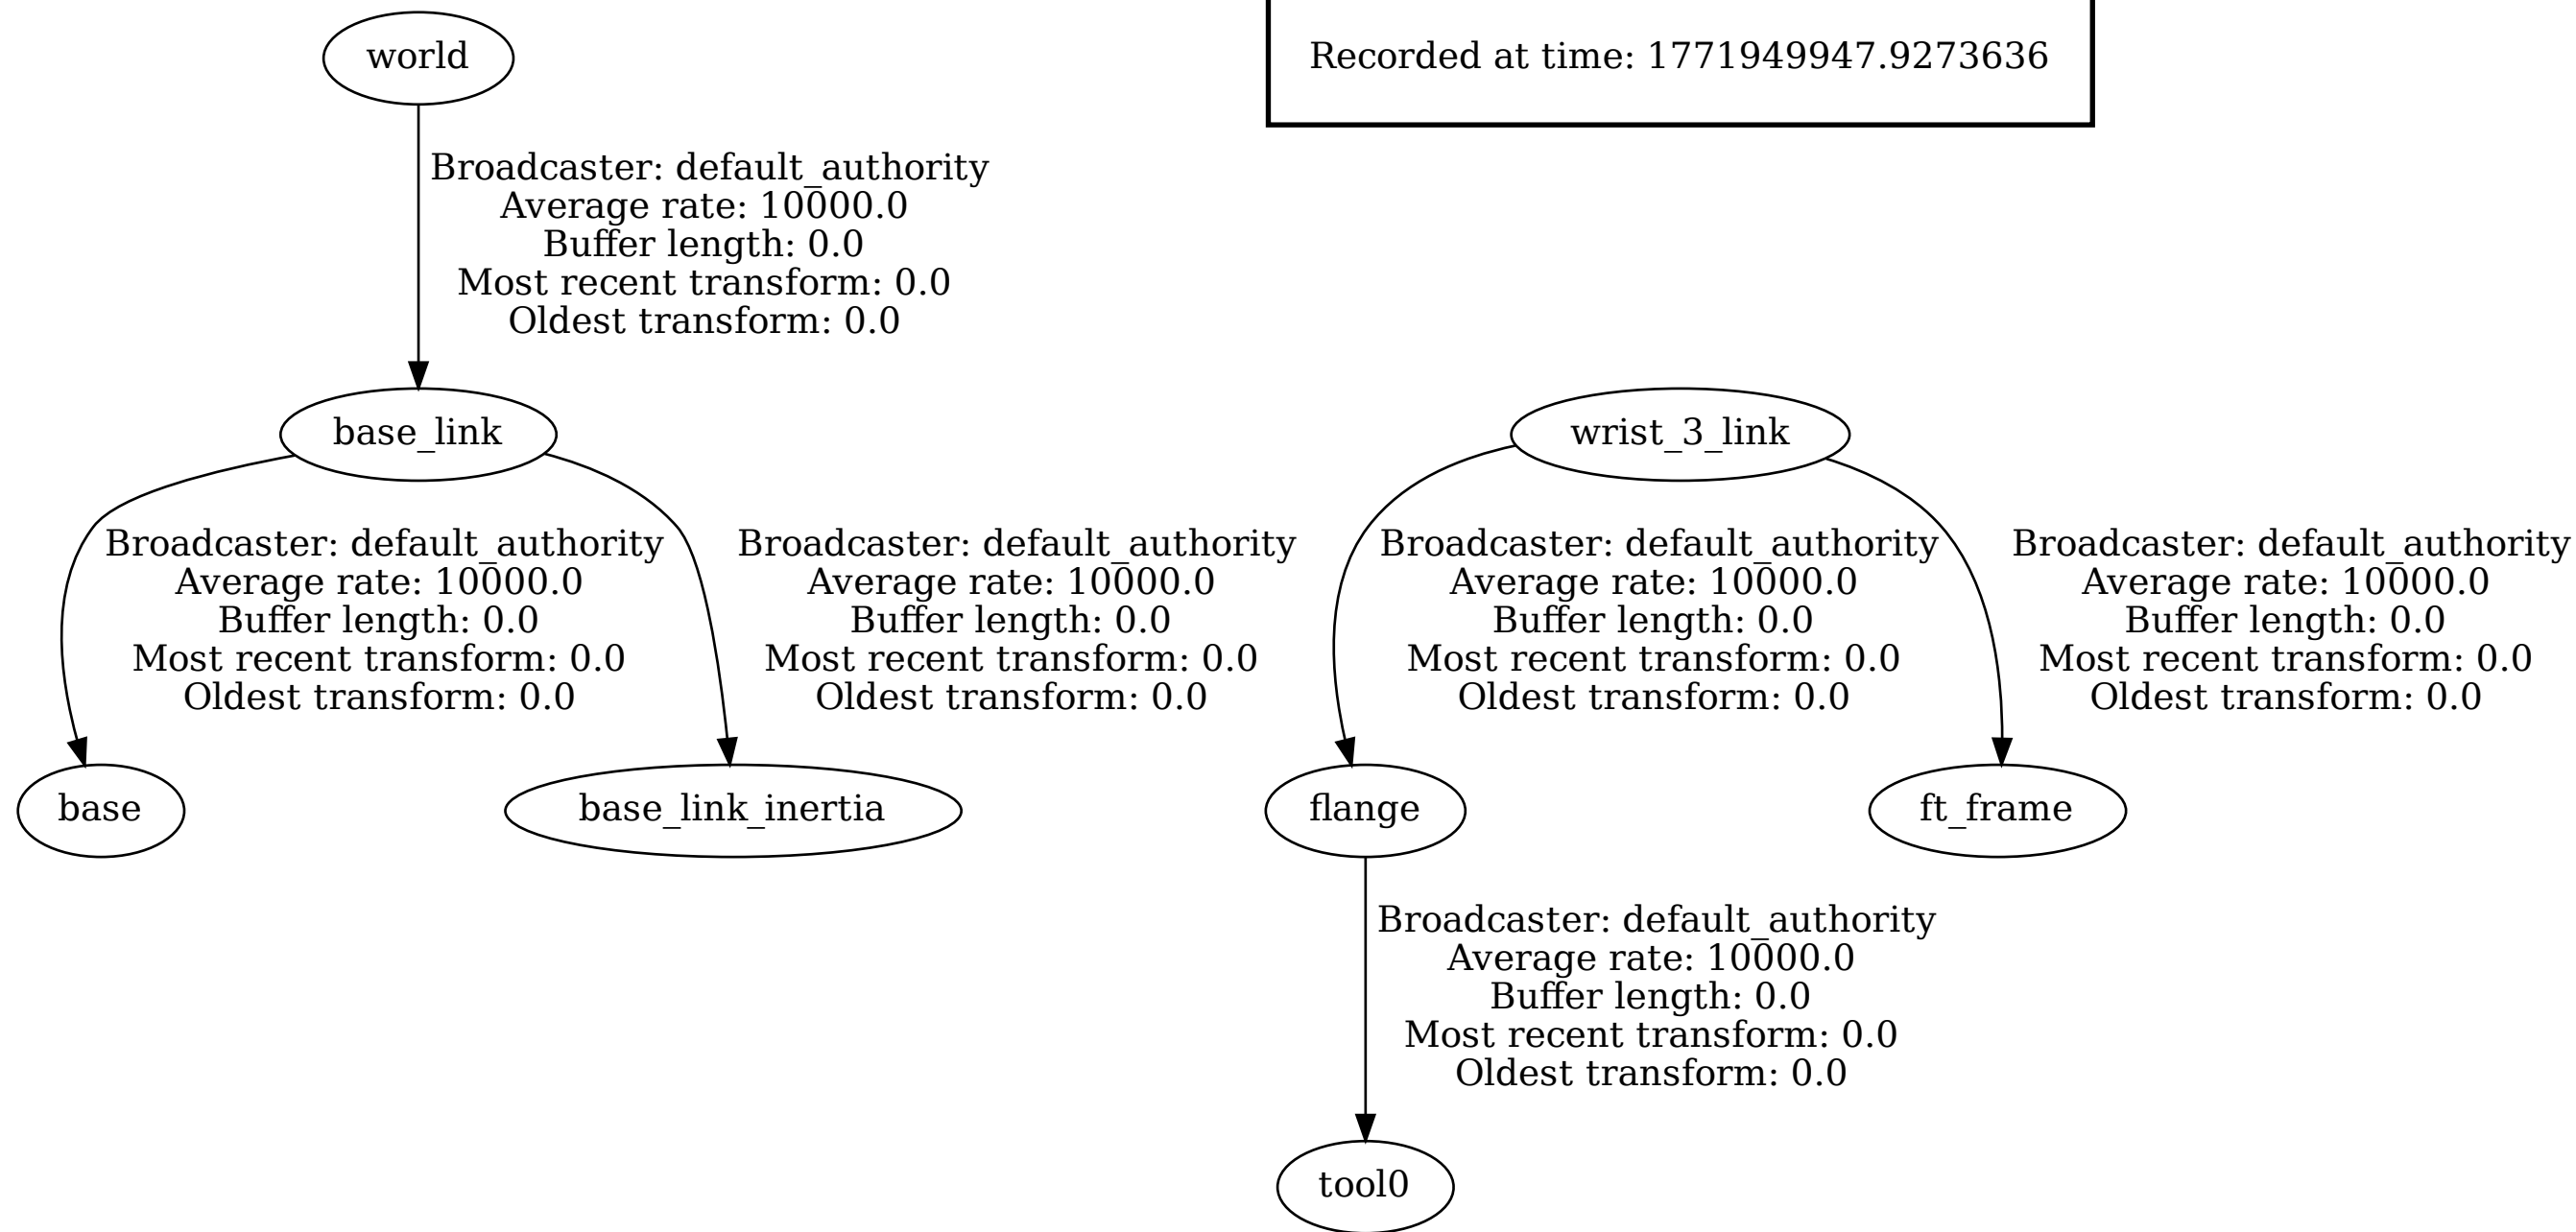 world
Recorded at time: 1771949947.9273636
Broadcaster: default_authority
Average rate: 10000.0
Buffer length: 0.0
Most recent transform: 0.0
Oldest transform: 0.0
base_link
wrist_3_link
Broadcaster: default_authority
Average rate: 10000.0
Buffer length: 0.0
Most recent transform: 0.0
Oldest transform: 0.0
Broadcaster: default_authority
Average rate: 10000.0
Buffer length: 0.0
Most recent transform: 0.0
Oldest transform: 0.0
Broadcaster: default_authority
Average rate: 10000.0
Buffer length: 0.0
Most recent transform: 0.0
Oldest transform: 0.0
Broadcaster: default_authority
Average rate: 10000.0
Buffer length: 0.0
Most recent transform: 0.0
Oldest transform: 0.0
base
base_link_inertia
flange
ft_frame
Broadcaster: default_authority
Average rate: 10000.0
Buffer length: 0.0
Most recent transform: 0.0
Oldest transform: 0.0
tool0